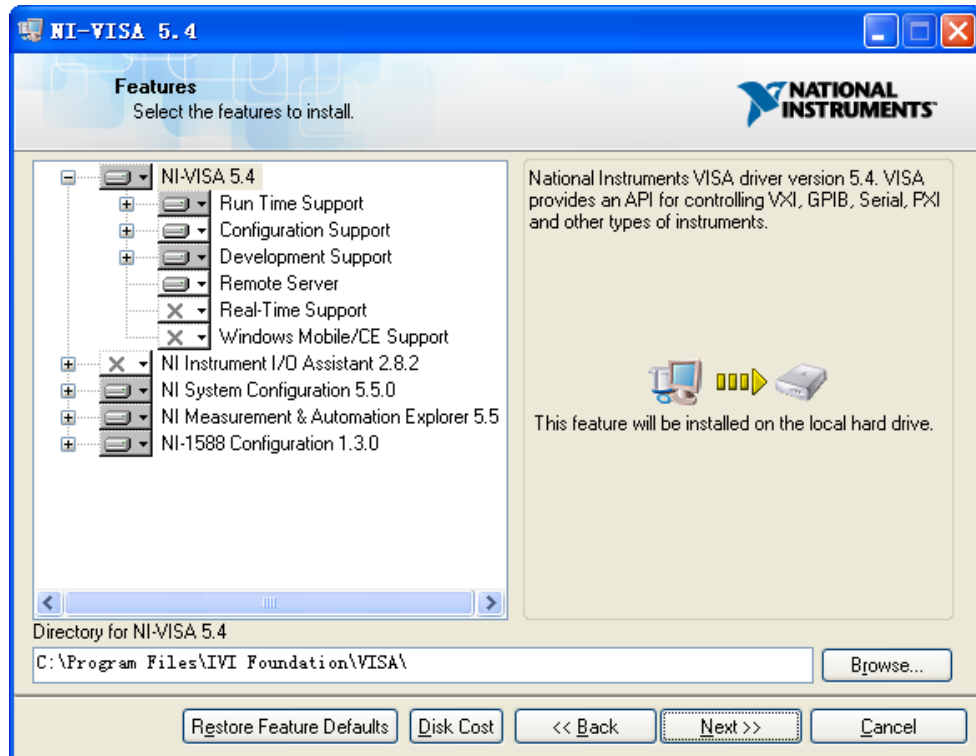 NI-VISA 5.4
Features
Select the features to install.
NATIONAL
INSTRUMENTS™
NI-VISA 5.4
Run Time Support
Configuration Support
Development Support
Remote Server
Real-Time Support
Windows Mobile/CE Support
NI Instrument I/O Assistant 2.8.2
NI System Configuration 5.5.0
NI Measurement & Automation Explorer 5.5
NI-1588 Configuration 1.3.0
National Instruments VISA driver version 5.4. VISA
provides an API for controlling VXI, GPIB, Serial, PXI
and other types of instruments.
This feature will be installed on the local hard drive.
Directory for NI-VISA 5.4
C:\Program Files\IVI Foundation\VISA\
Browse...
Restore Feature Defaults
Disk Cost
<< Back
Next >>
Cancel